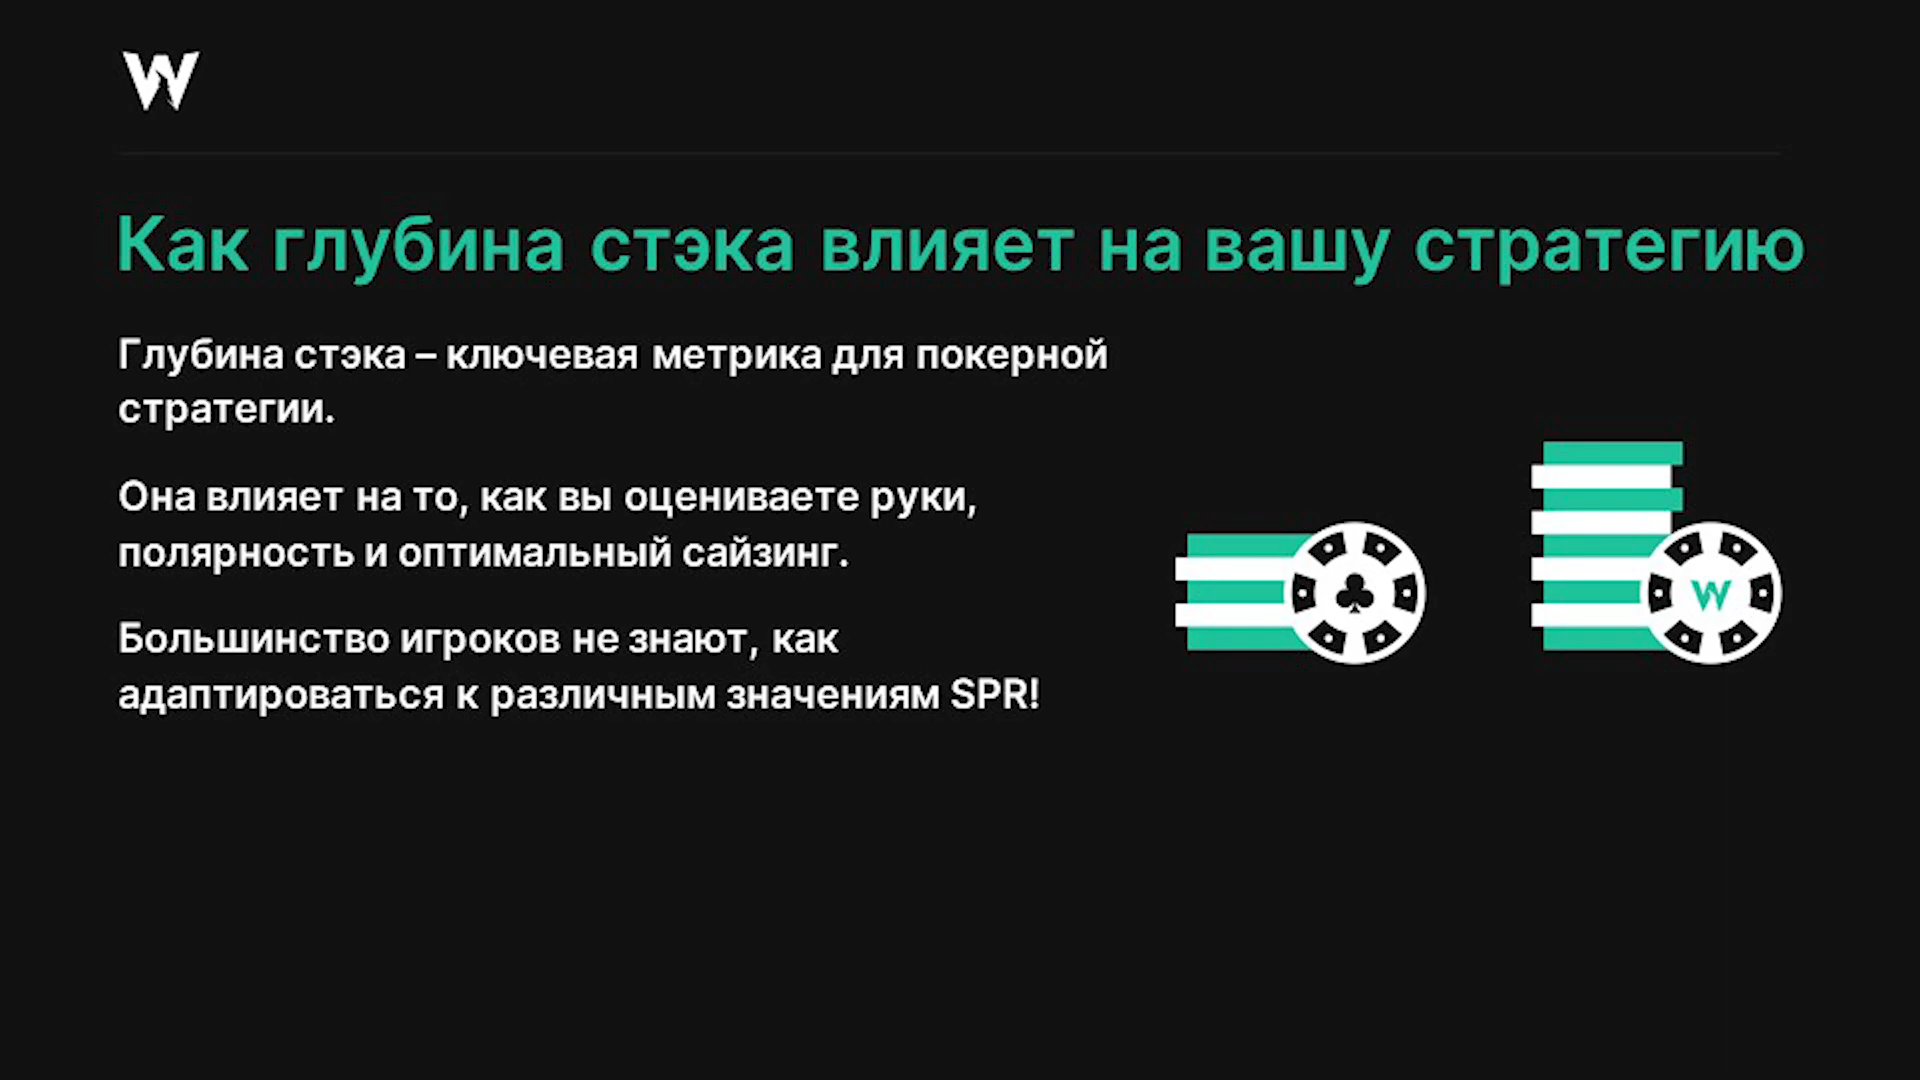 W
Как глубина стэка влияет на вашу стратегию
Глубина стэка – ключевая метрика для покерной
стратегии.
Она влияет на то, как вы оцениваете руки,
полярность и оптимальный сайзинг.
Большинство игроков не знают, как
адаптироваться к различным значениям SPR!
W